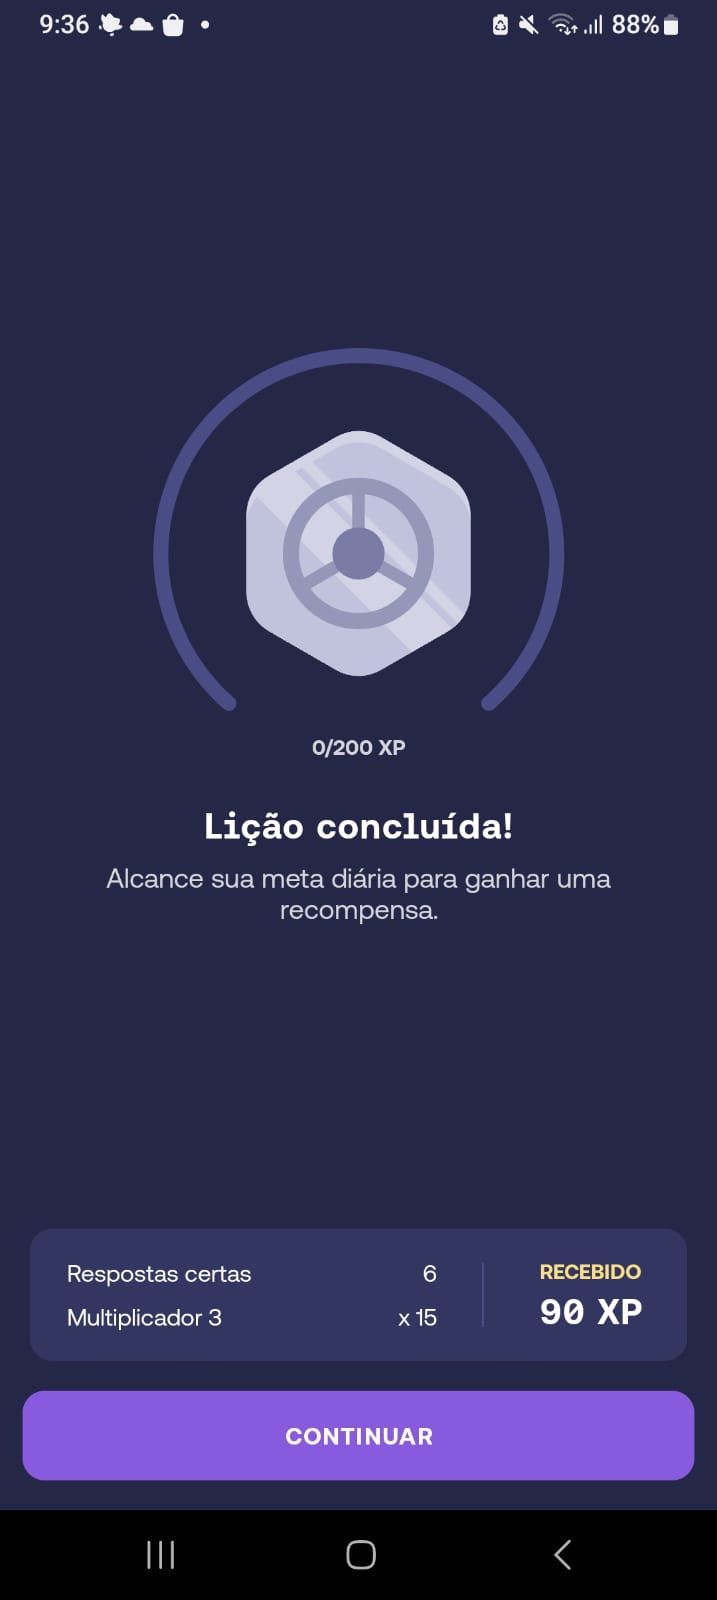 9:36
88%
0/200 XP
Lição concluída!
Alcance sua meta diária para ganhar uma
recompensa.
Respostas certas 6
Multiplicador 3 x 15
RECEBIDO
90 XP
CONTINUAR